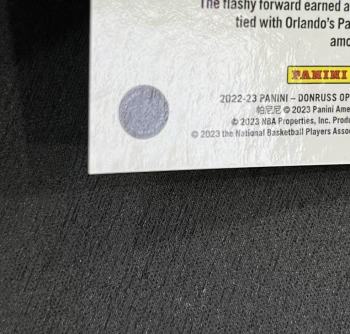 The flashy forward earned a
tied with Orlando's Pa
amo
PANINI
2022-23 PANINI – DONRUSS OP
帕尼尼 © 2023 Panini Ame
© 2023 NBA Properties, Inc. Produ
© 2023 the National Basketball Players Asso